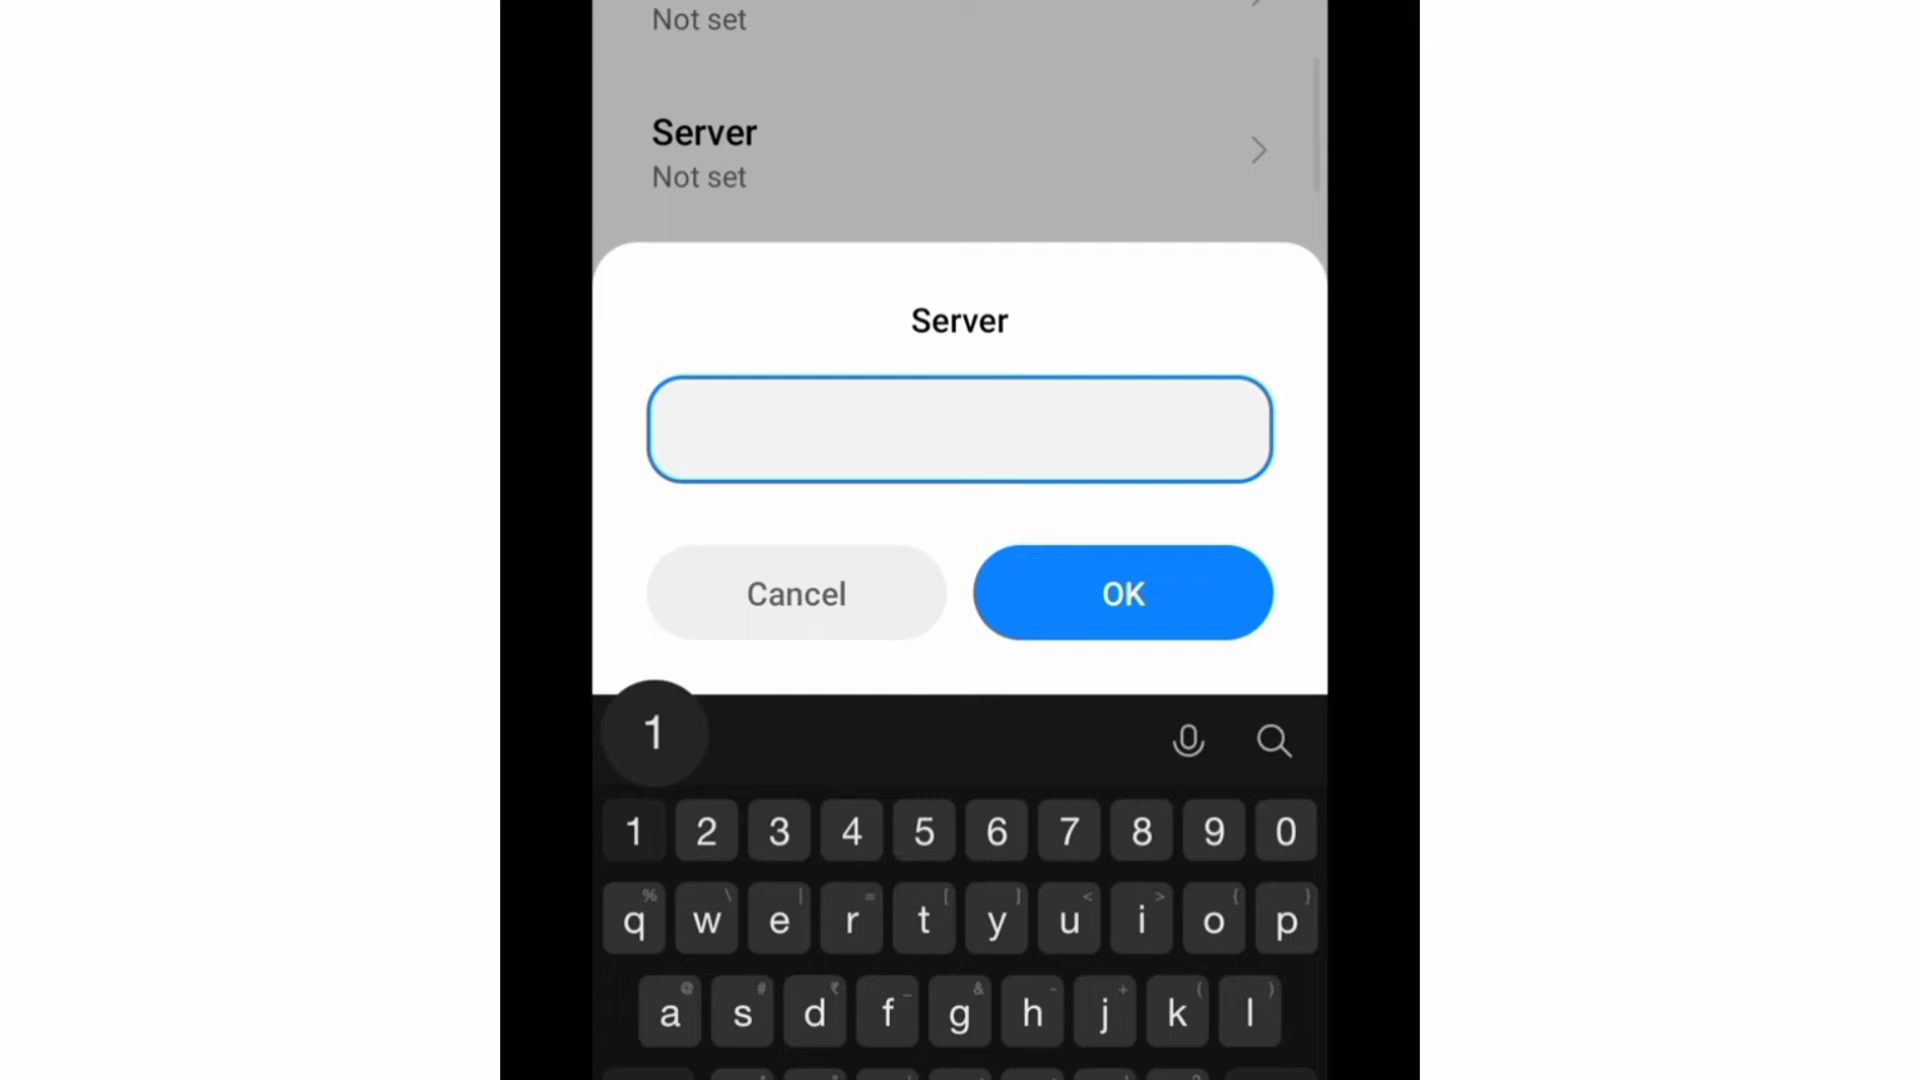 Not set
Server
Not set
Server
Cancel
OK
1
1 2 3 4 5 6 7 8 9 0
% \ | = [ ] < > { }
q w e r t y u i o p
@ # ₹ _ & - + ( )
a s d f g h j k l